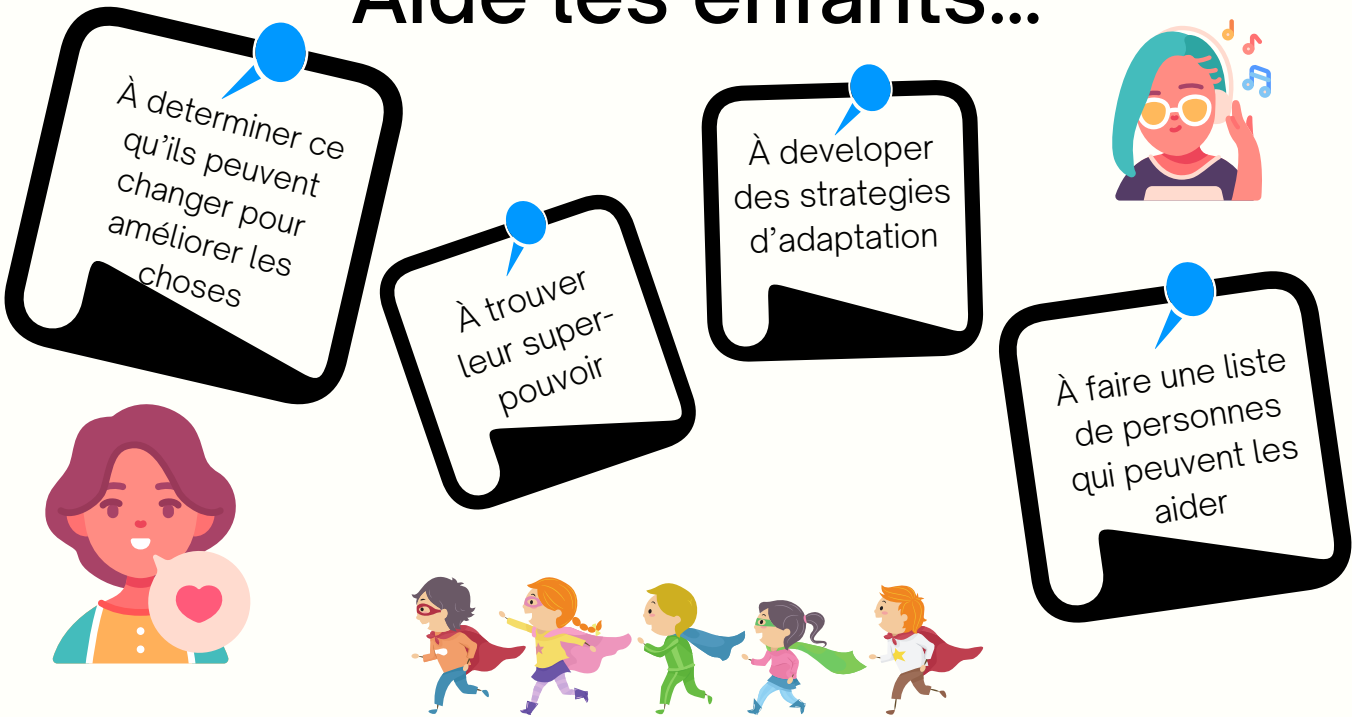 Aide les enfants...
À determiner ce
qu'ils peuvent
changer pour
améliorer les
choses
À trouver
leur super-
pouvoir
À developer
des strategies
d'adaptation
À faire une liste
de personnes
qui peuvent les
aider